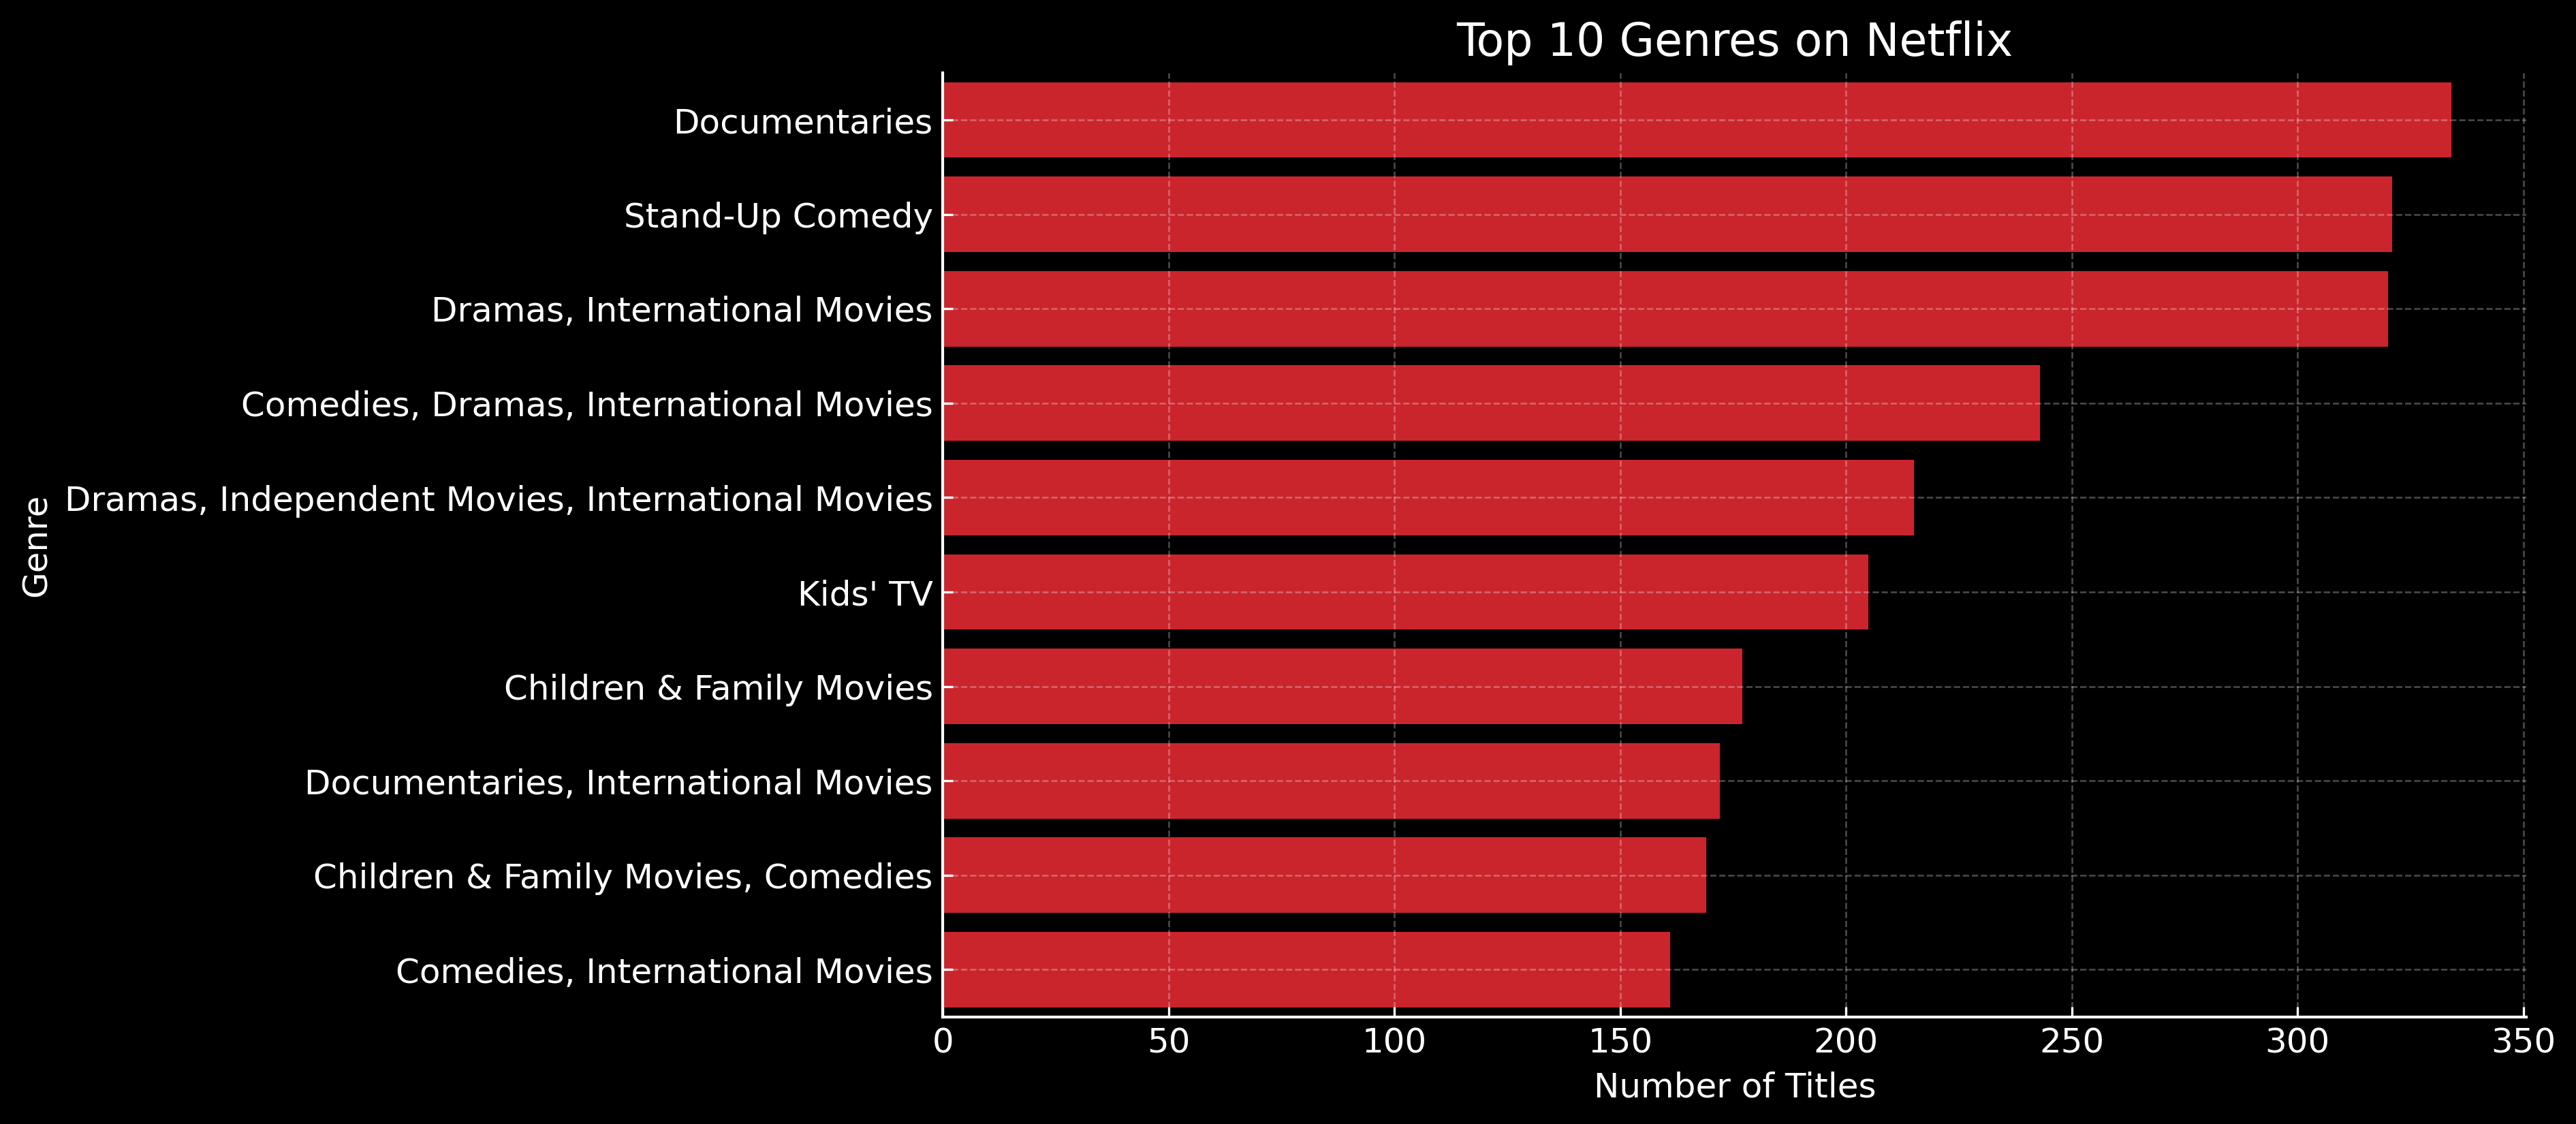 Top 10 Genres on Netflix
Documentaries
Stand-Up Comedy
Dramas, International Movies
Comedies, Dramas, International Movies
Dramas, Independent Movies, International Movies
Kids' TV
Children & Family Movies
Documentaries, International Movies
Children & Family Movies, Comedies
Comedies, International Movies
Genre
0 50 100 150 200 250 300 350
Number of Titles